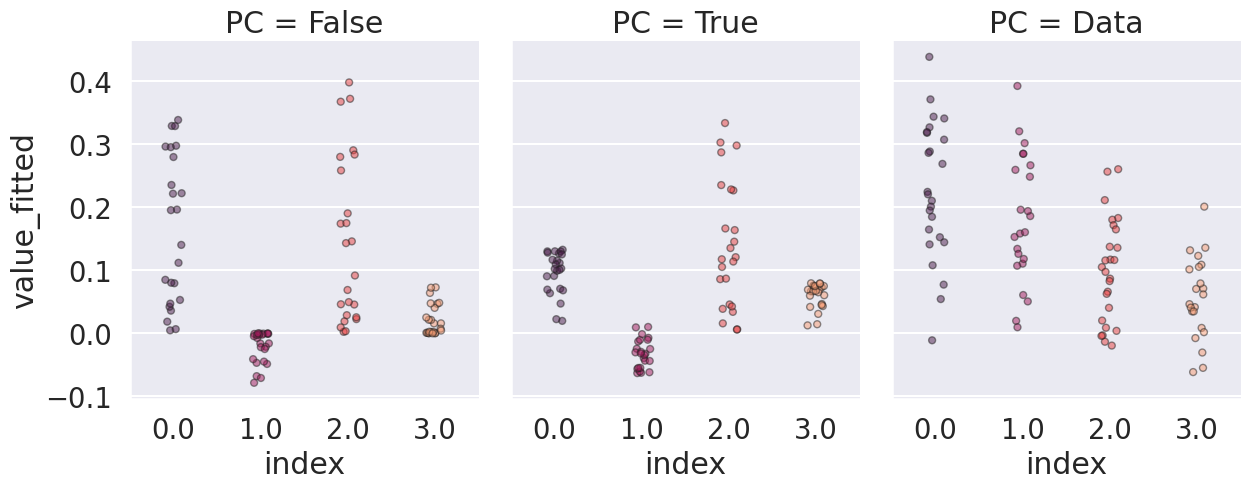 PC = False PC = True PC = Data
value_fitted
0.4
0.3
0.2
0.1
0.0
−0.1
0.0 1.0 2.0 3.0 0.0 1.0 2.0 3.0 0.0 1.0 2.0 3.0
index index index